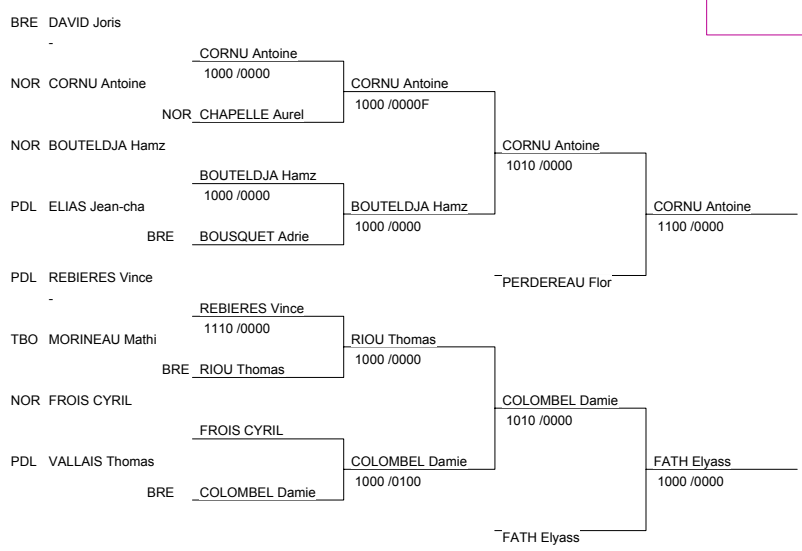 BRE DAVID Joris
-
CORNU Antoine
1000 /0000
NOR CORNU Antoine
CORNU Antoine
1000 /0000F
NOR CHAPELLE Aurel
NOR BOUTELDJA Hamz
CORNU Antoine
1010 /0000
BOUTELDJA Hamz
1000 /0000
PDL ELIAS Jean-cha
BOUTELDJA Hamz
1000 /0000
CORNU Antoine
1100 /0000
BRE BOUSQUET Adrie
PDL REBIERES Vince
-
PERDEREAU Flor
REBIERES Vince
1110 /0000
TBO MORINEAU Mathi
RIOU Thomas
1000 /0000
BRE RIOU Thomas
NOR FROIS CYRIL
COLOMBEL Damie
1010 /0000
FROIS CYRIL
PDL VALLAIS Thomas
COLOMBEL Damie
1000 /0100
FATH Elyass
1000 /0000
BRE COLOMBEL Damie
FATH Elyass